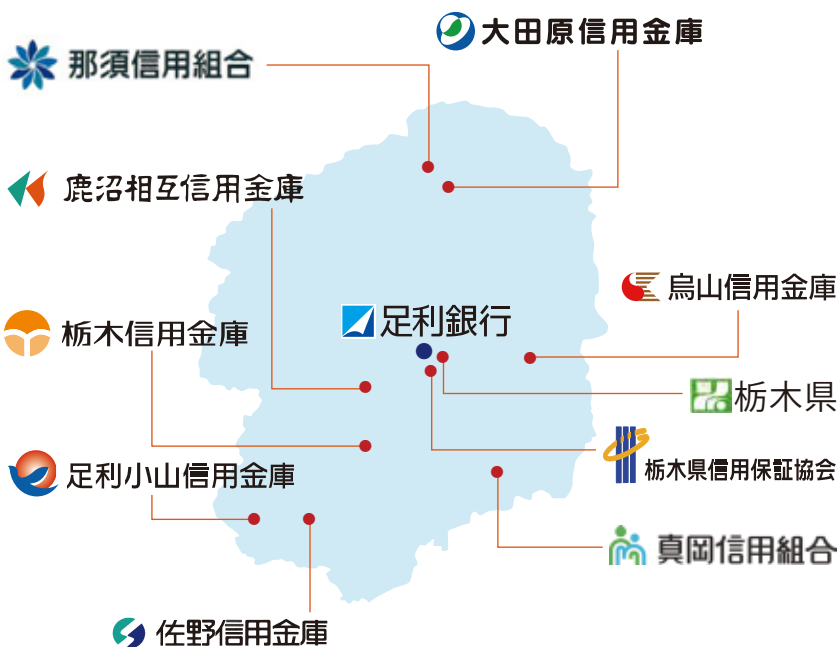 大田原信用金庫
那須信用組合
鹿沼相互信用金庫
烏山信用金庫
足利銀行
栃木信用金庫
栃木県
足利小山信用金庫
栃木県信用保証協会
真岡信用組合
佐野信用金庫